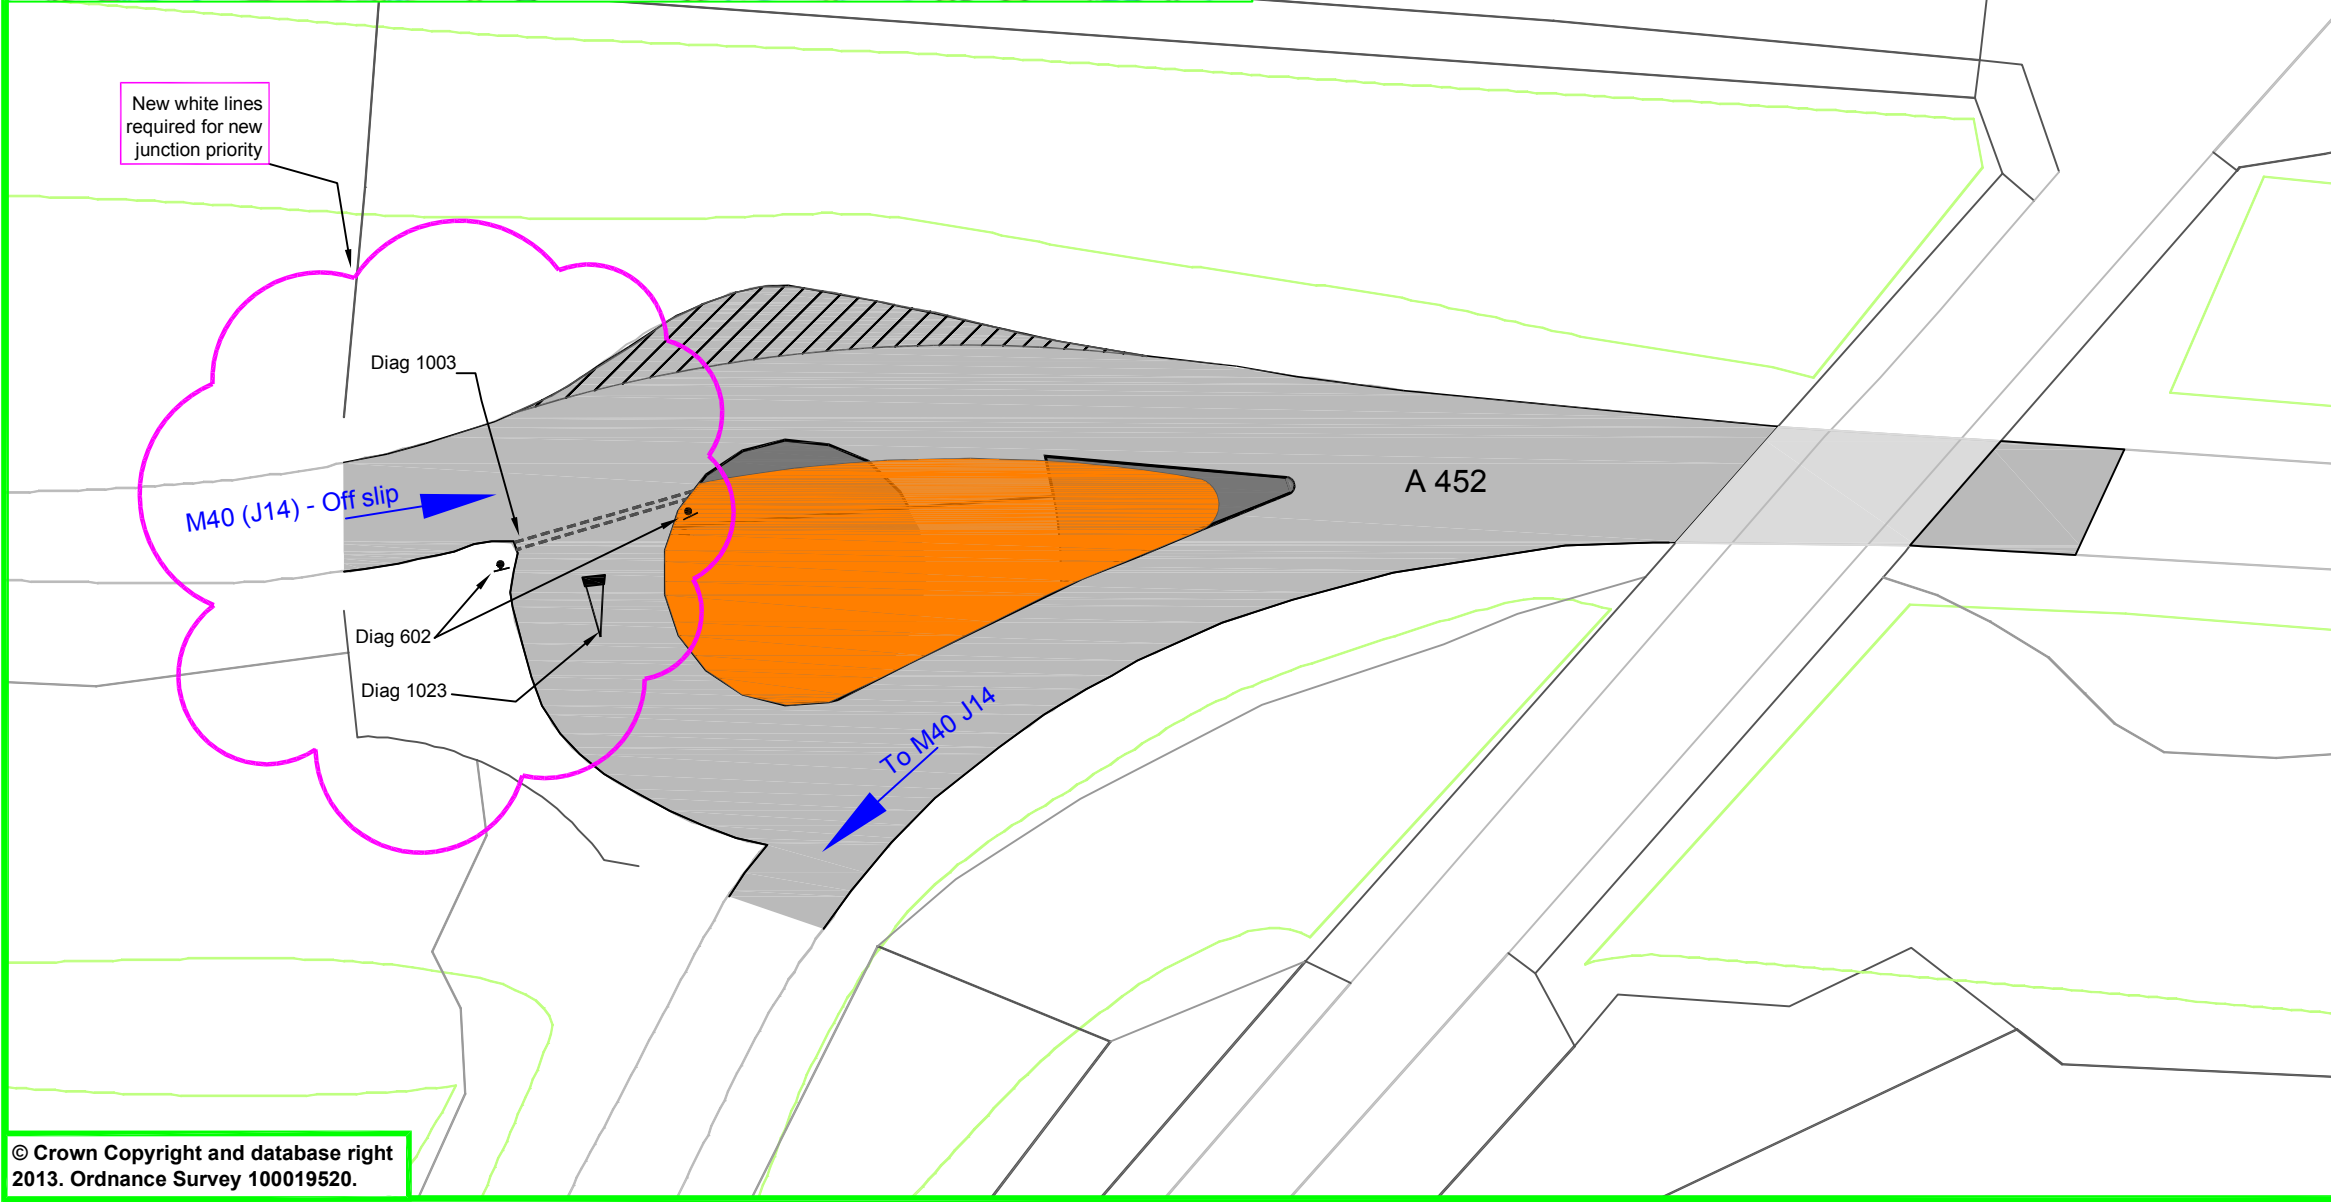 New white lines
required for new
junction priority
Diag 1003
M40 (J14) - Off slip
A 452
Diag 602
Diag 1023
To M40 J14
© Crown Copyright and database right
2013. Ordnance Survey 100019520.